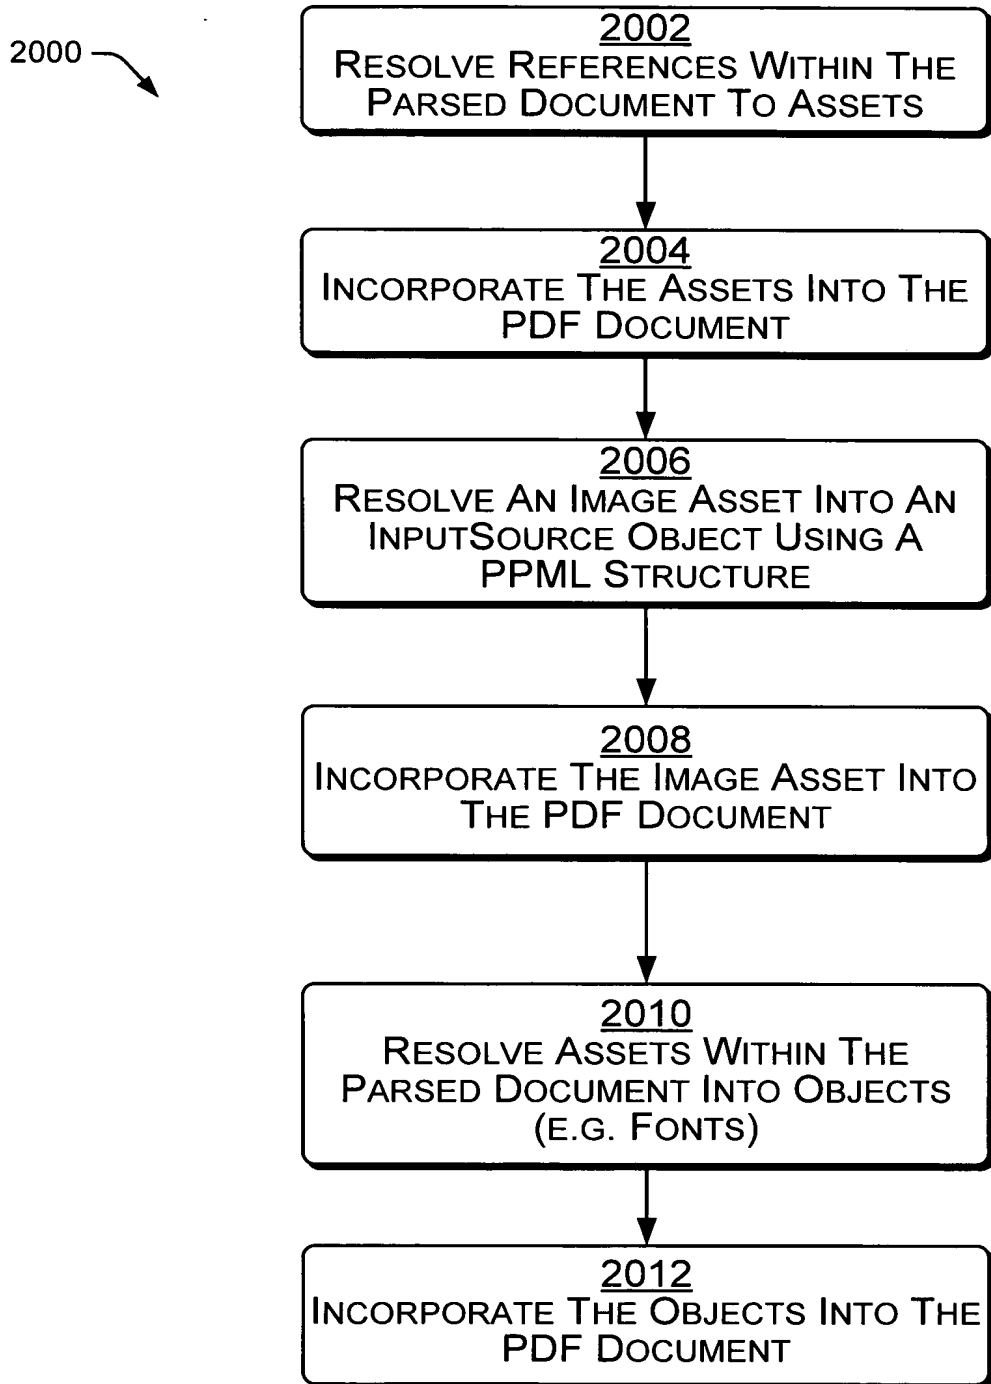 2000
2002
RESOLVE REFERENCES WITHIN THE
PARSED DOCUMENT TO ASSETS
2004
INCORPORATE THE ASSETS INTO THE
PDF DOCUMENT
2006
RESOLVE AN IMAGE ASSET INTO AN
INPUTSOURCE OBJECT USING A
PPML STRUCTURE
2008
INCORPORATE THE IMAGE ASSET INTO
THE PDF DOCUMENT
2010
RESOLVE ASSETS WITHIN THE
PARSED DOCUMENT INTO OBJECTS
(E.G. FONTS)
2012
INCORPORATE THE OBJECTS INTO THE
PDF DOCUMENT